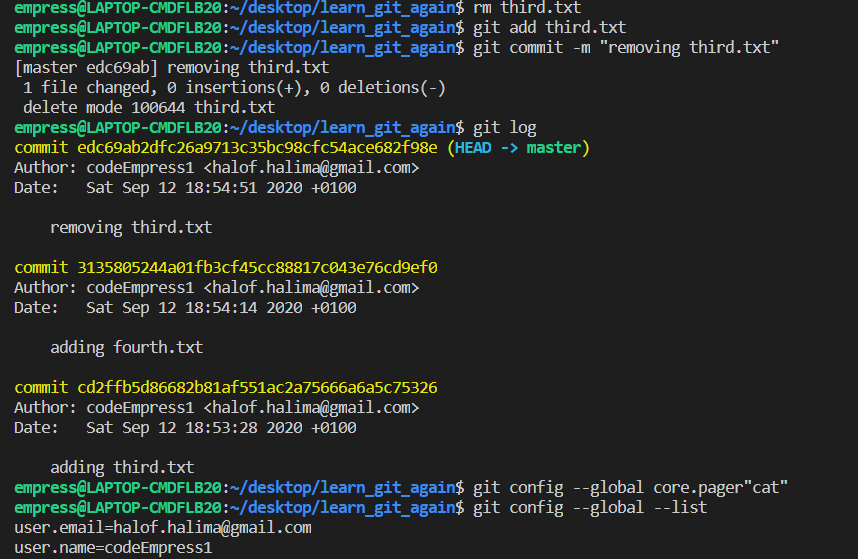 empress@LAPTOP-CMDFLB20:~/desktop/learn_git_again$ rm third.txt
empress@LAPTOP-CMDFLB20:~/desktop/learn_git_again$ git add third.txt
empress@LAPTOP-CMDFLB20:~/desktop/learn_git_again$ git commit -m "removing third.txt"
[master edc69ab] removing third.txt
 1 file changed, 0 insertions(+), 0 deletions(-)
 delete mode 100644 third.txt
empress@LAPTOP-CMDFLB20:~/desktop/learn_git_again$ git log
commit edc69ab2dfc26a9713c35bc98cfc54ace682f98e (HEAD -> master)
Author: codeEmpress1 <halof.halima@gmail.com>
Date:   Sat Sep 12 18:54:51 2020 +0100

    removing third.txt

commit 3135805244a01fb3cf45cc88817c043e76cd9ef0
Author: codeEmpress1 <halof.halima@gmail.com>
Date:   Sat Sep 12 18:54:14 2020 +0100

    adding fourth.txt

commit cd2ffb5d86682b81af551ac2a75666a6a5c75326
Author: codeEmpress1 <halof.halima@gmail.com>
Date:   Sat Sep 12 18:53:28 2020 +0100

    adding third.txt
empress@LAPTOP-CMDFLB20:~/desktop/learn_git_again$ git config --global core.pager"cat"
empress@LAPTOP-CMDFLB20:~/desktop/learn_git_again$ git config --global --list
user.email=halof.halima@gmail.com
user.name=codeEmpress1